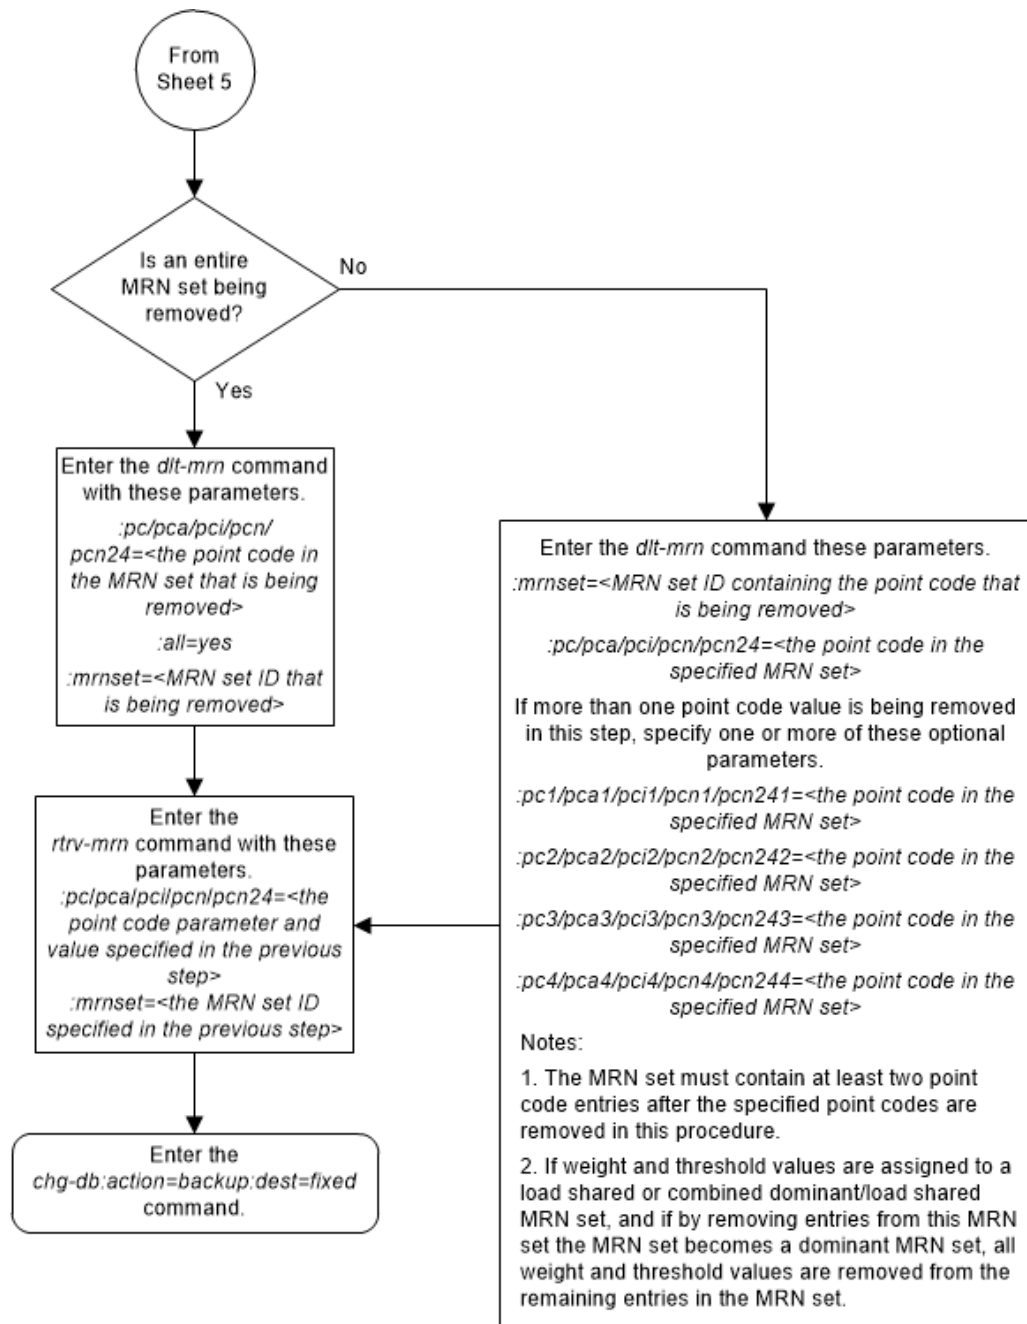 From
Sheet 5
Is an entire
MRN set being
removed?
No
Yes
Enter the dlt-mrn command
with these parameters.
:pc/pca/pci/pcn/
pcn24=<the point code in
the MRN set that is being
removed>
:all=yes
:mrnset=<MRN set ID that
is being removed>
Enter the
rtrv-mrn command with these
parameters.
:pc/pca/pci/pcn/pcn24=<the
point code parameter and
value specified in the previous
step>
:mrnset=<the MRN set ID
specified in the previous step>
Enter the
chg-db:action=backup:dest=fixed
command.
Enter the dlt-mrn command these parameters.
:mrnset=<MRN set ID containing the point code that
is being removed>
:pc/pca/pci/pcn/pcn24=<the point code in the
specified MRN set>
If more than one point code value is being removed
in this step, specify one or more of these optional
parameters.
:pc1/pca1/pci1/pcn1/pcn241=<the point code in the
specified MRN set>
:pc2/pca2/pci2/pcn2/pcn242=<the point code in the
specified MRN set>
:pc3/pca3/pci3/pcn3/pcn243=<the point code in the
specified MRN set>
:pc4/pca4/pci4/pcn4/pcn244=<the point code in the
specified MRN set>
Notes:
1. The MRN set must contain at least two point
code entries after the specified point codes are
removed in this procedure.
2. If weight and threshold values are assigned to a
load shared or combined dominant/load shared
MRN set, and if by removing entries from this MRN
set the MRN set becomes a dominant MRN set, all
weight and threshold values are removed from the
remaining entries in the MRN set.